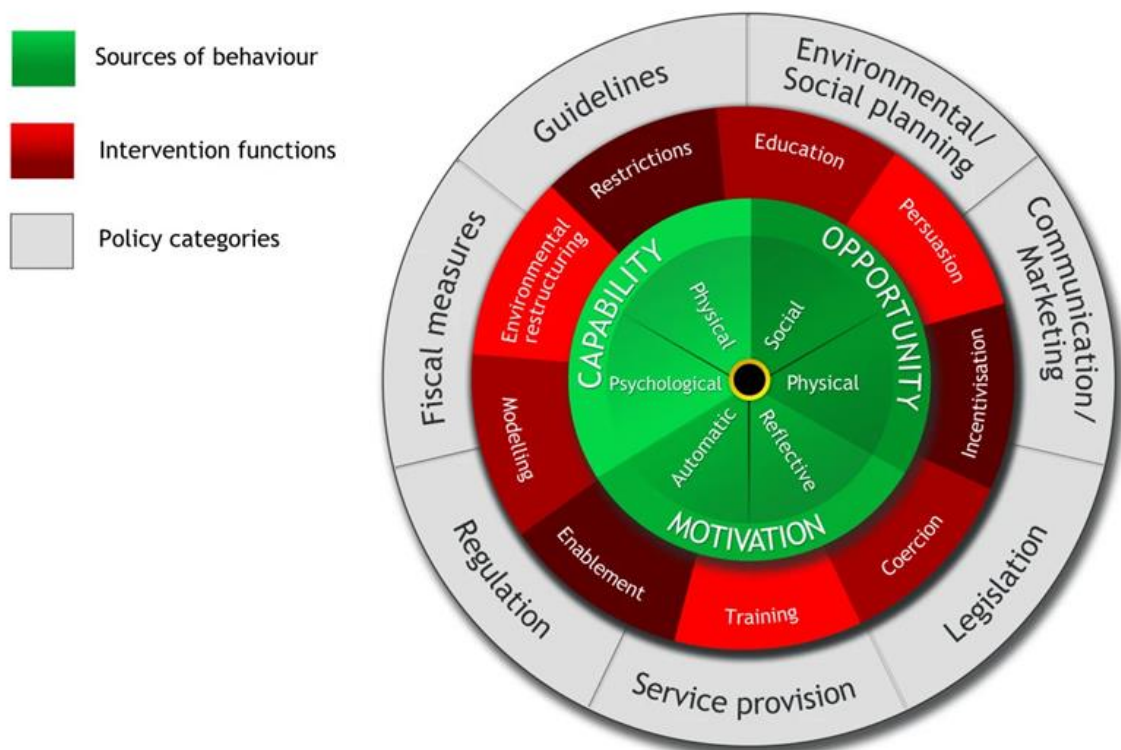 Sources of behaviour
Intervention functions
Policy categories
Environmental/
Social planning
Communication/
Marketing
Legislation
Service provision
Regulation
Fiscal measures
Guidelines
Education
Persuasion
Incentivisation
Coercion
Training
Enablement
Modelling
Environmental
restructuring
Restrictions
CAPABILITY
OPPORTUNITY
MOTIVATION
Physical
Social
Psychological
Physical
Automatic
Reflective